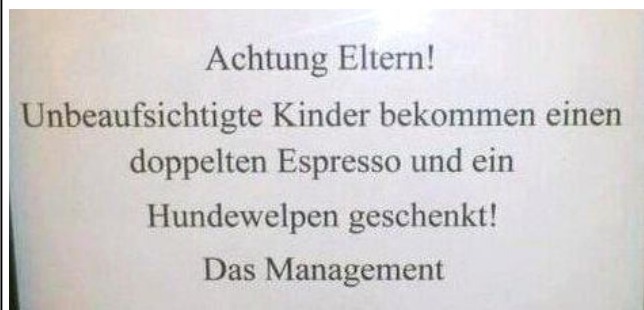 Achtung Eltern!
Unbeaufsichtigte Kinder bekommen einen
doppelten Espresso und ein
Hundewelpen geschenkt!
Das Management